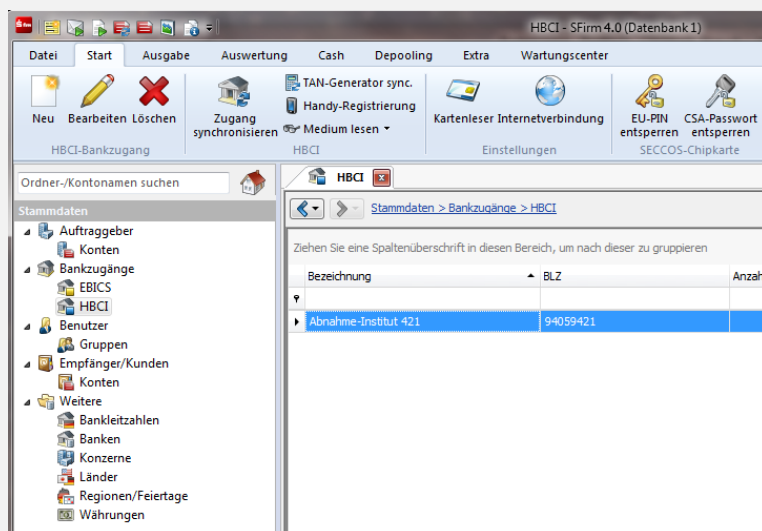 HBCI - SFirm 4.0 (Datenbank 1)
Datei Start Ausgabe Auswertung Cash Depooling Extra Wartungscenter
Neu Bearbeiten Löschen
HBCI-Bankzugang
Zugang synchronisieren
TAN-Generator sync.
Handy-Registrierung
Medium lesen
HBCI
Kartenleser Internetverbindung
Einstellungen
EU-PIN entsperren
CSA-Passwort entsperren
SECCOS-Chipkarte
Ordner-/Kontonamen suchen
Stammdaten
Auftraggeber
Konten
Bankzugänge
EBICS
HBCI
Benutzer
Gruppen
Empfänger/Kunden
Konten
Weitere
Bankleitzahlen
Banken
Konzerne
Länder
Regionen/Feiertage
Währungen
HBCI
Stammdaten > Bankzugänge > HBCI
Ziehen Sie eine Spaltenüberschrift in diesen Bereich, um nach dieser zu gruppieren
Bezeichnung BLZ Anzah
Abnahme-Institut 421 94059421